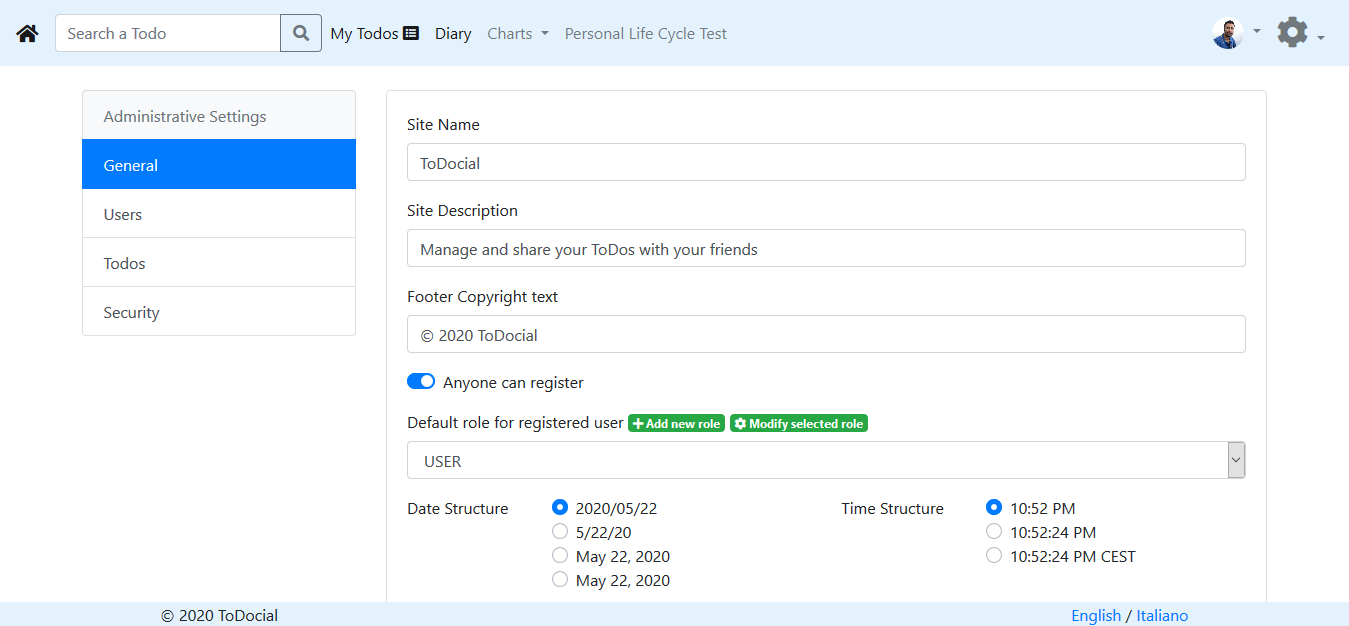 Search a Todo
My Todos Diary Charts Personal Life Cycle Test
Administrative Settings
General
Users
Todos
Security
Site Name
ToDocial
Site Description
Manage and share your ToDos with your friends
Footer Copyright text
© 2020 ToDocial
Anyone can register
Default role for registered user Add new role Modify selected role
USER
Date Structure
2020/05/22
5/22/20
May 22, 2020
May 22, 2020
Time Structure
10:52 PM
10:52:24 PM
10:52:24 PM CEST
© 2020 ToDocial
English / Italiano